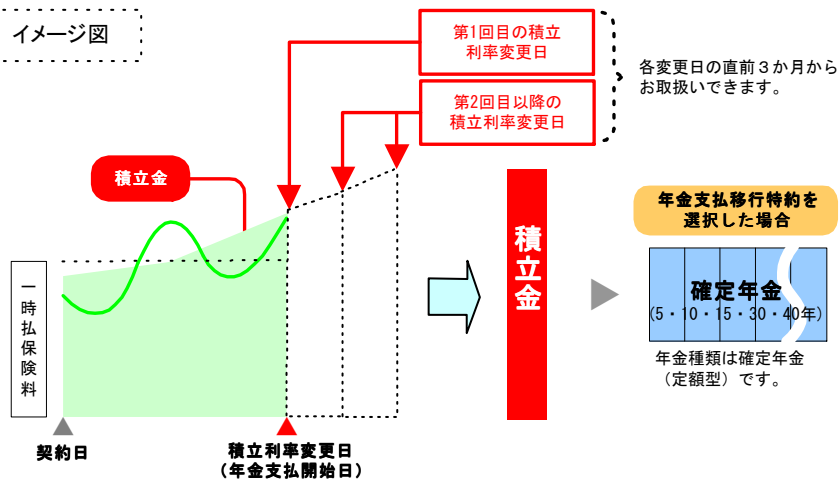 イメージ図
第1回目の積立
利率変更日
第2回目以降の
積立利率変更日
各変更日の直前３か月から
お取扱いできます。
積立金
一時払保険料
契約日
積立利率変更日
（年金支払開始日）
積立金
年金支払移行特約を
選択した場合
確定年金
(5・10・15・30・40年)
年金種類は確定年金
（定額型）です。